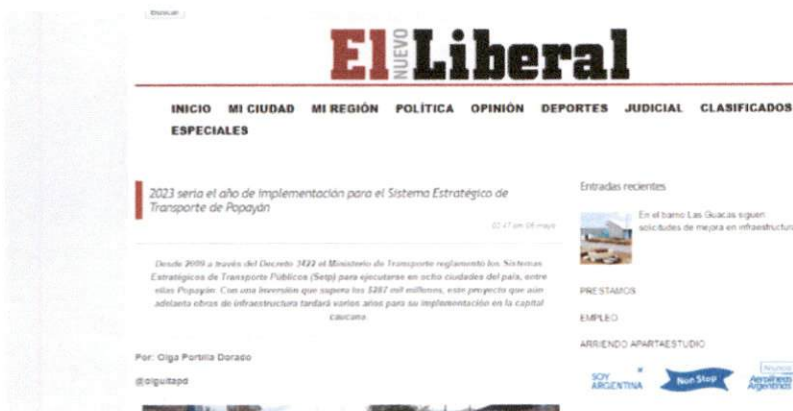 Buscar
El NUEVO Liberal
INICIO MI CIUDAD MI REGIÓN POLÍTICA OPINIÓN DEPORTES JUDICIAL CLASIFICADOS
ESPECIALES
2023 sería el año de implementación para el Sistema Estratégico de
Transporte de Popayán
mayo
Desde 2009 a través del Decreto 3422 el Ministerio de Transporte reglamentó los Sistemas
Estratégicos de Transporte Públicos (Setp) para ejecutarse en ocho ciudades del país, entre
ellas Popayán. Con una inversión que supera los mil millones, este proyecto que aún
adelanta obras de infraestructura tardará varios años para su implementación en la capital
caucana.
Por: Olga Portilla Dorado
@olguitapd
Entradas recientes
En el barrio Las Guacas siguen
solicitudes de mejora en infraestructura
PRESTAMOS
EMPLEO
ARRIENDO APARTAESTUDIO
SOY
ARGENTINA
Non Stop
Aerolíneas
Argentinas